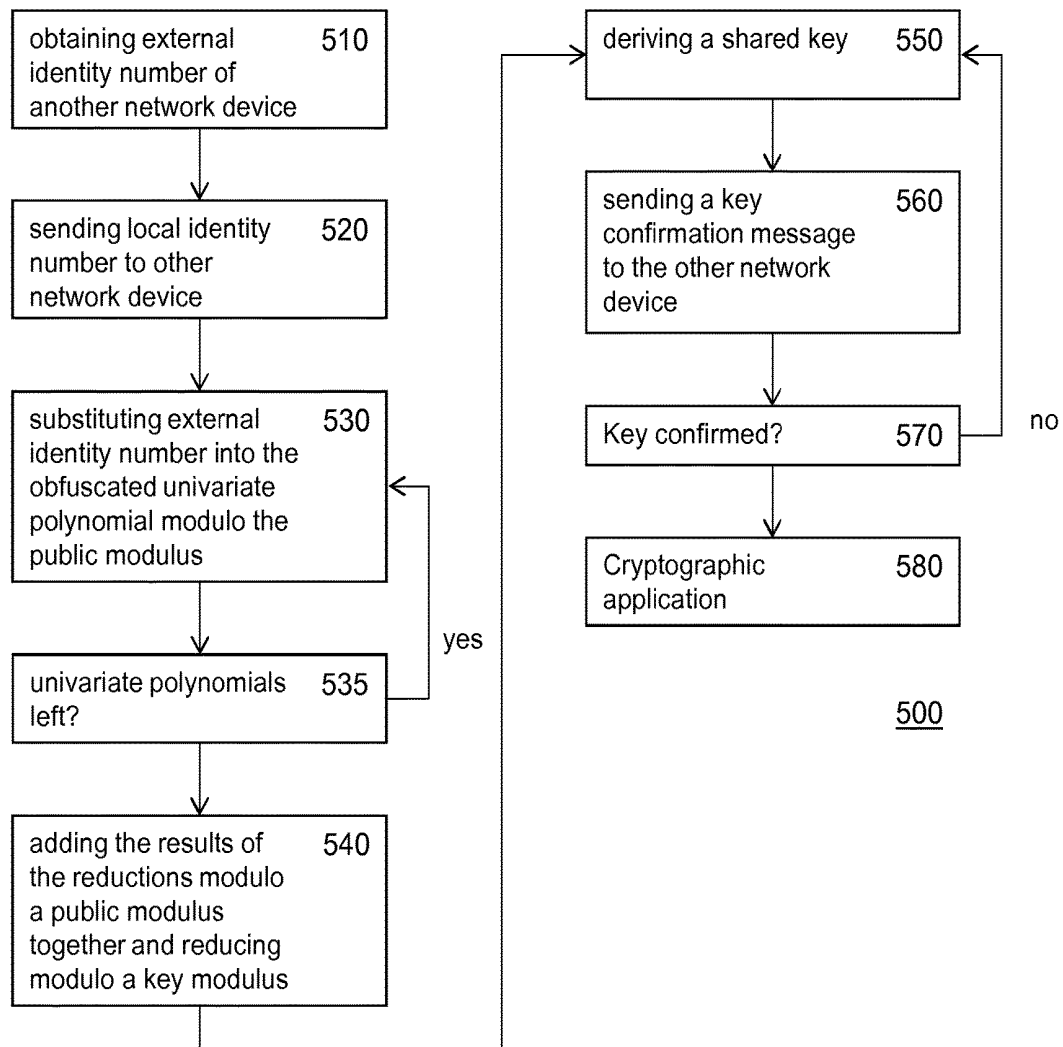 obtaining external 510
identity number of
another network device
sending local identity 520
number to other
network device
substituting external 530
identity number into the
obfuscated univariate
polynomial modulo the
public modulus
yes
univariate polynomials 535
left?
adding the results of 540
the reductions modulo
a public modulus
together and reducing
modulo a key modulus
deriving a shared key 550
sending a key 560
confirmation message
to the other network
device
no
Key confirmed? 570
Cryptographic 580
application
500